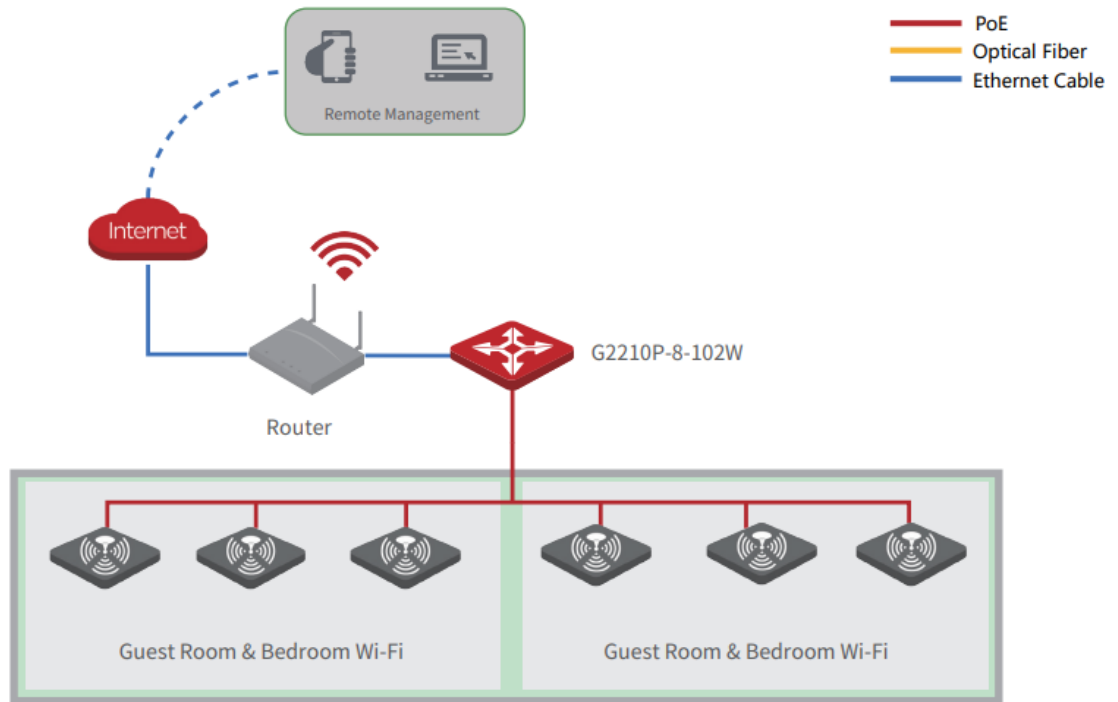 PoE
Optical Fiber
Ethernet Cable
Remote Management
Internet
G2210P-8-102W
Router
Guest Room & Bedroom Wi-Fi
Guest Room & Bedroom Wi-Fi